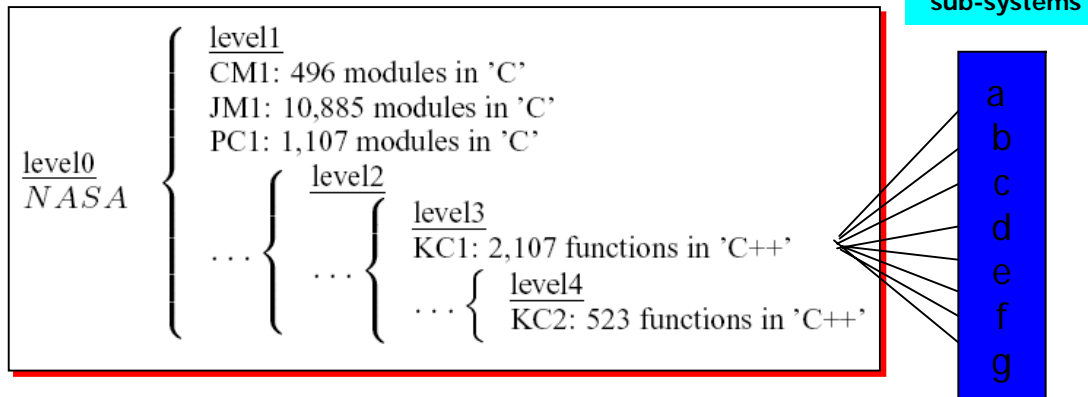 sub-systems
level1
CM1: 496 modules in 'C'
JM1: 10,885 modules in 'C'
PC1: 1,107 modules in 'C'
level0
NASA
... level2
... level3
KC1: 2,107 functions in 'C++'
... level4
KC2: 523 functions in 'C++'
a
b
c
d
e
f
g